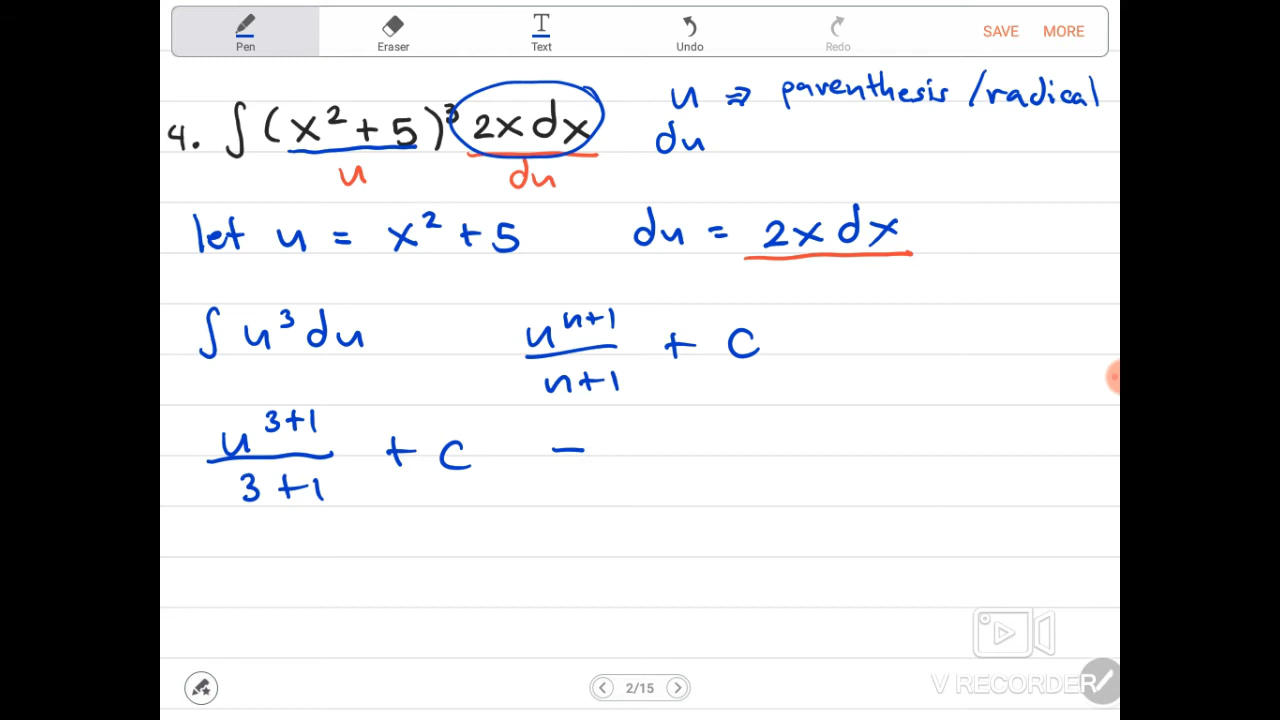 Pen Eraser Text Undo Redo SAVE MORE
4. ∫ (x² + 5)³ 2x dx u ⇒ parenthesis /radical
u du du
let u = x² + 5 du = 2x dx
∫ u³ du u^(n+1) / n+1 + C
u^(3+1) / 3+1 + C =
2/15
V RECORDER